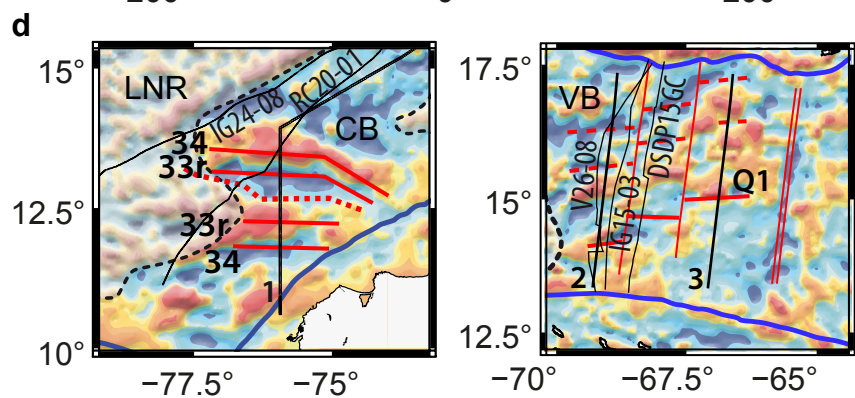 d
15°
12.5°
10°
−77.5°
−75°
LNR
IG24-08
RC20-01
CB
34
33r
33r
34
1
17.5°
15°
12.5°
−70°
−67.5°
−65°
VB
V26-08
IG15-03
DSDP15GC
Q1
2
3